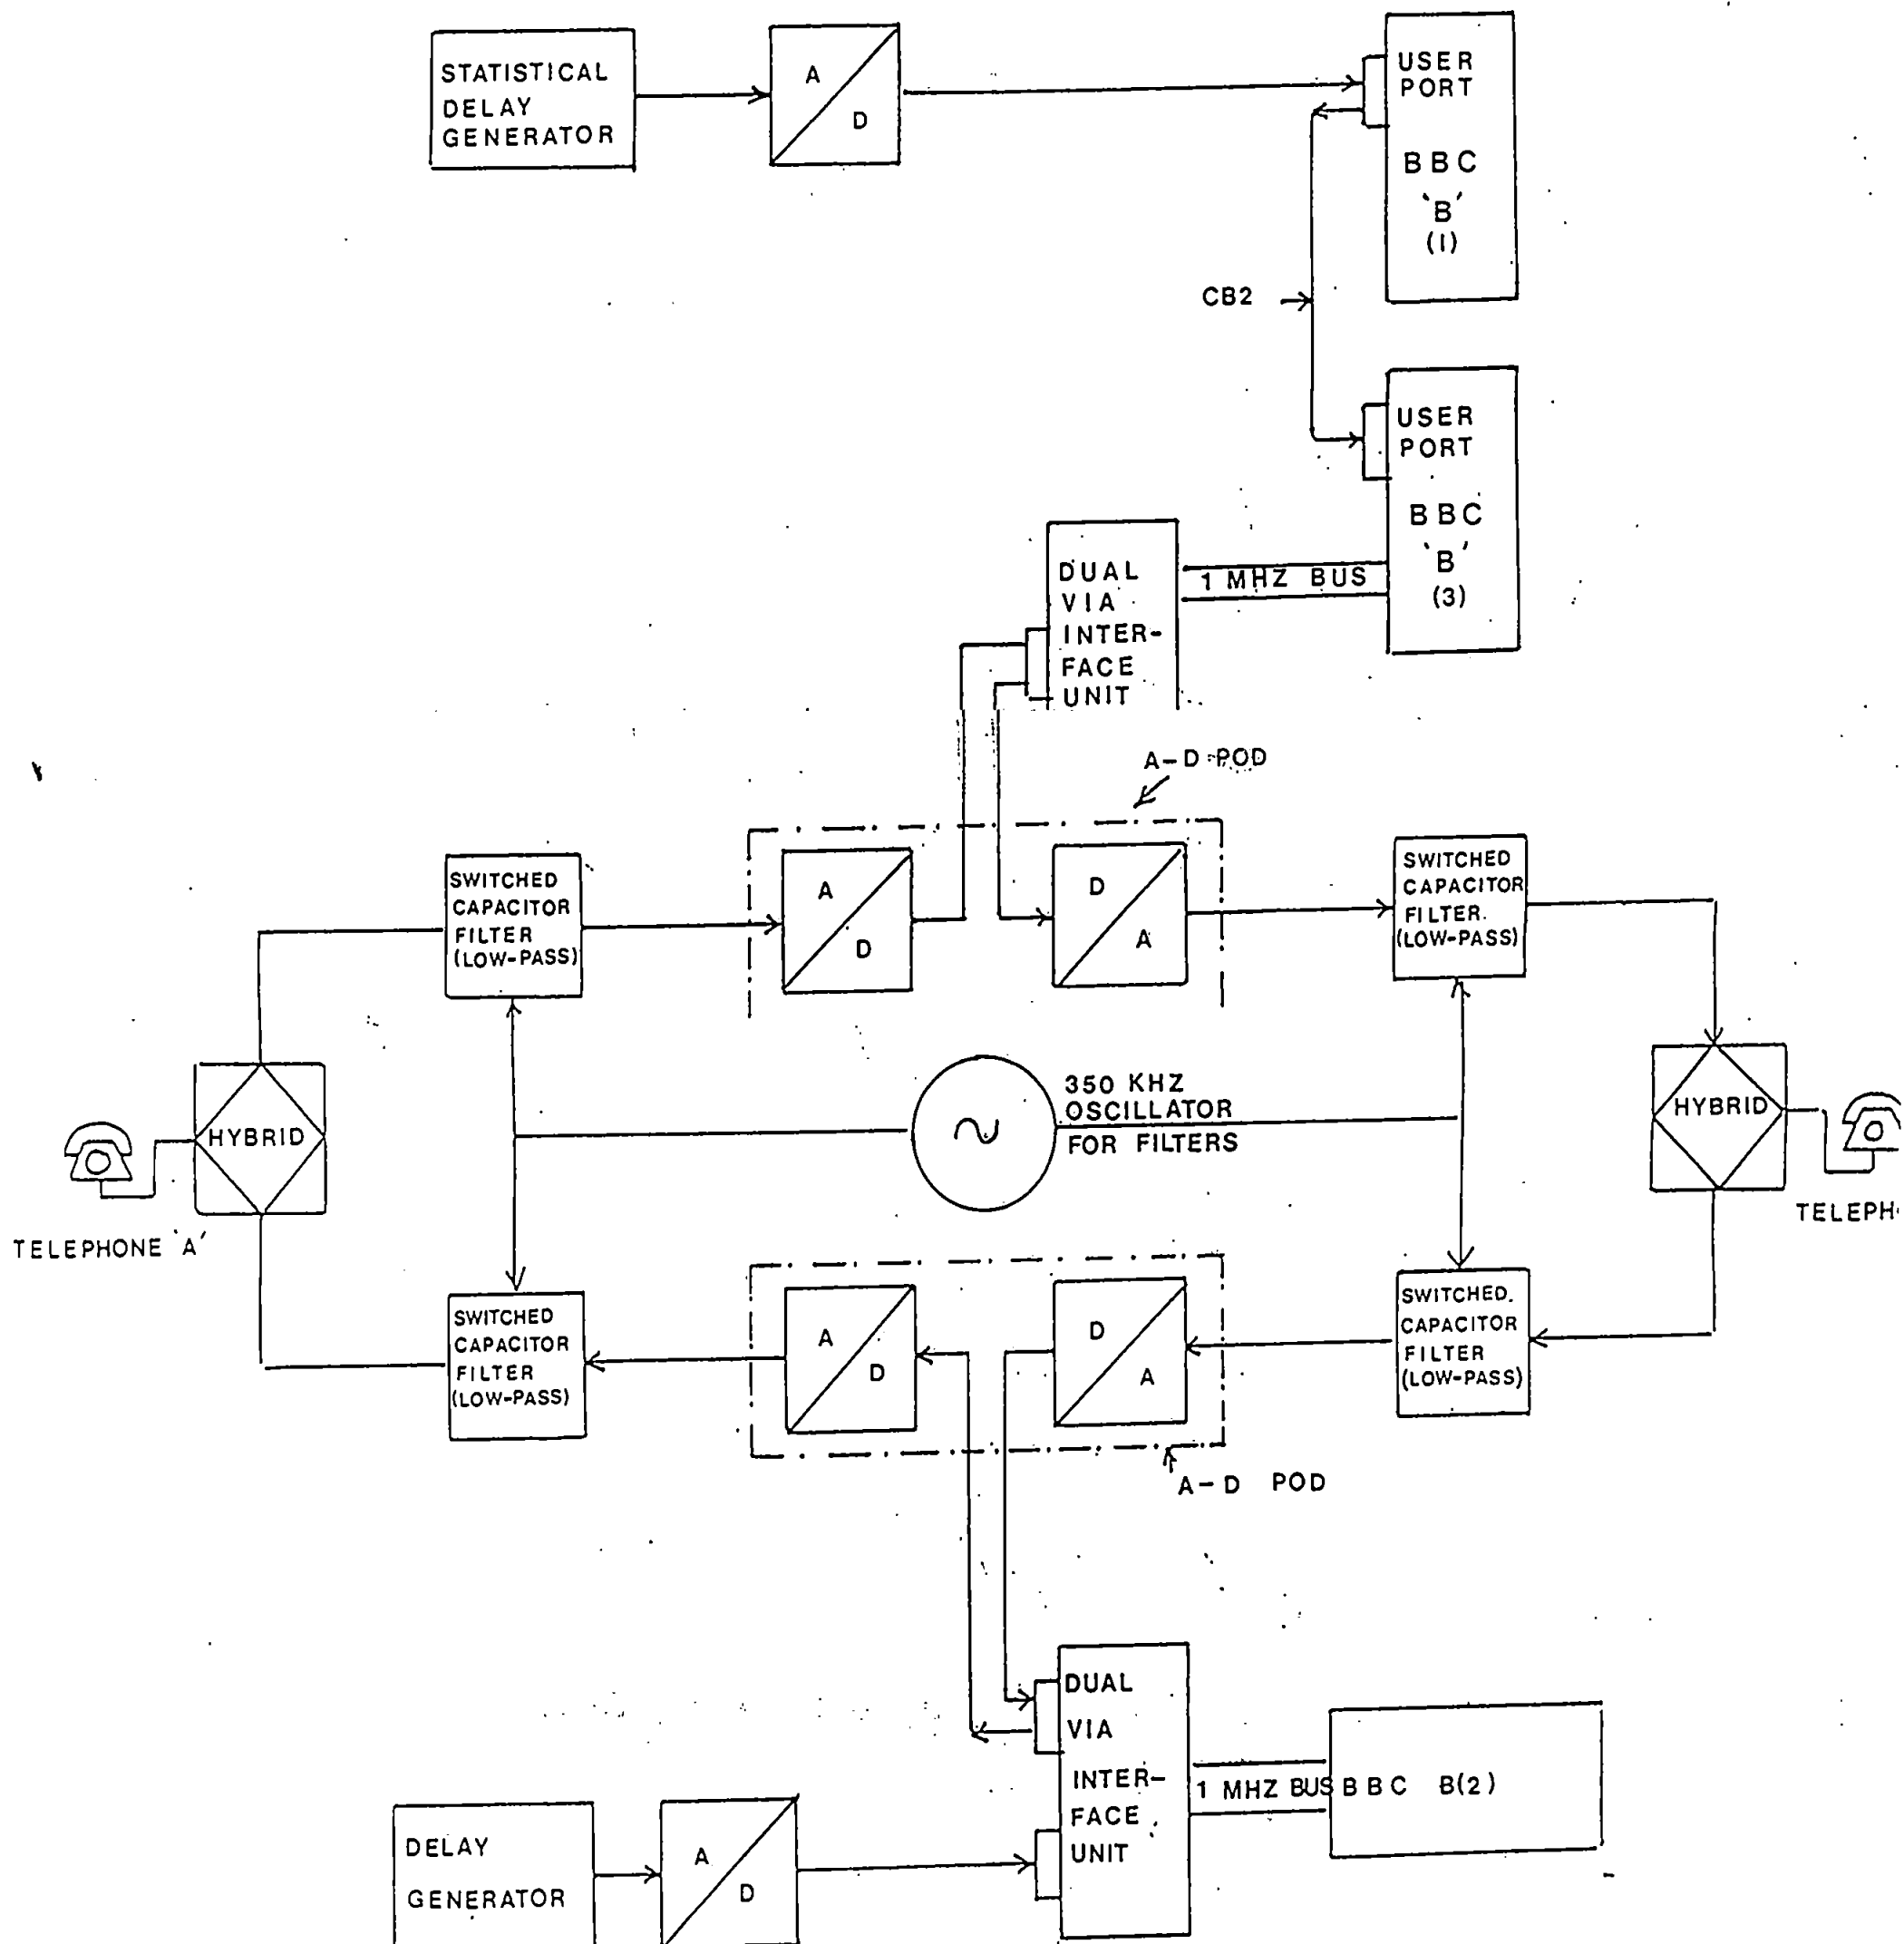 STATISTICAL
DELAY
GENERATOR
A
D
USER
PORT
BBC
'B'
(1)
CB2
USER
PORT
BBC
'B'
(3)
DUAL
VIA
INTER-
FACE
UNIT
1 MHZ BUS
A-D POD
SWITCHED
CAPACITOR
FILTER
(LOW-PASS)
A
D
D
A
SWITCHED
CAPACITOR
FILTER.
(LOW-PASS)
HYBRID
TELEPHONE 'A'
350 KHZ
OSCILLATOR
FOR FILTERS
HYBRID
TELEPH
SWITCHED
CAPACITOR
FILTER
(LOW-PASS)
A
D
D
A
SWITCHED.
CAPACITOR
FILTER
(LOW-PASS)
A-D POD
DUAL
VIA
INTER-
FACE
UNIT
1 MHZ BUS
BBC B(2)
DELAY
GENERATOR
A
D